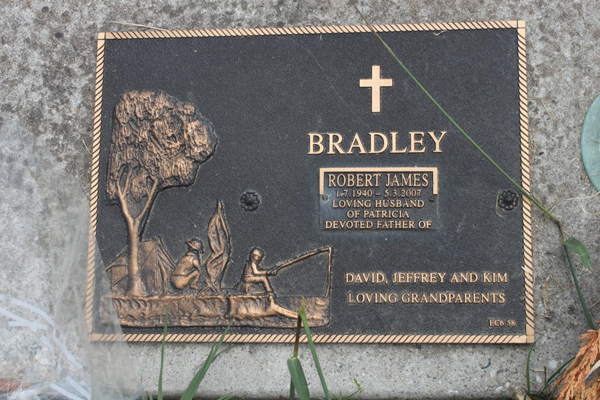 BRADLEY
ROBERT JAMES
1.7.1940 - 5.3.2007
LOVING HUSBAND
OF PATRICIA
DEVOTED FATHER OF
DAVID, JEFFREY AND KIM
LOVING GRANDPARENTS
EC6 58